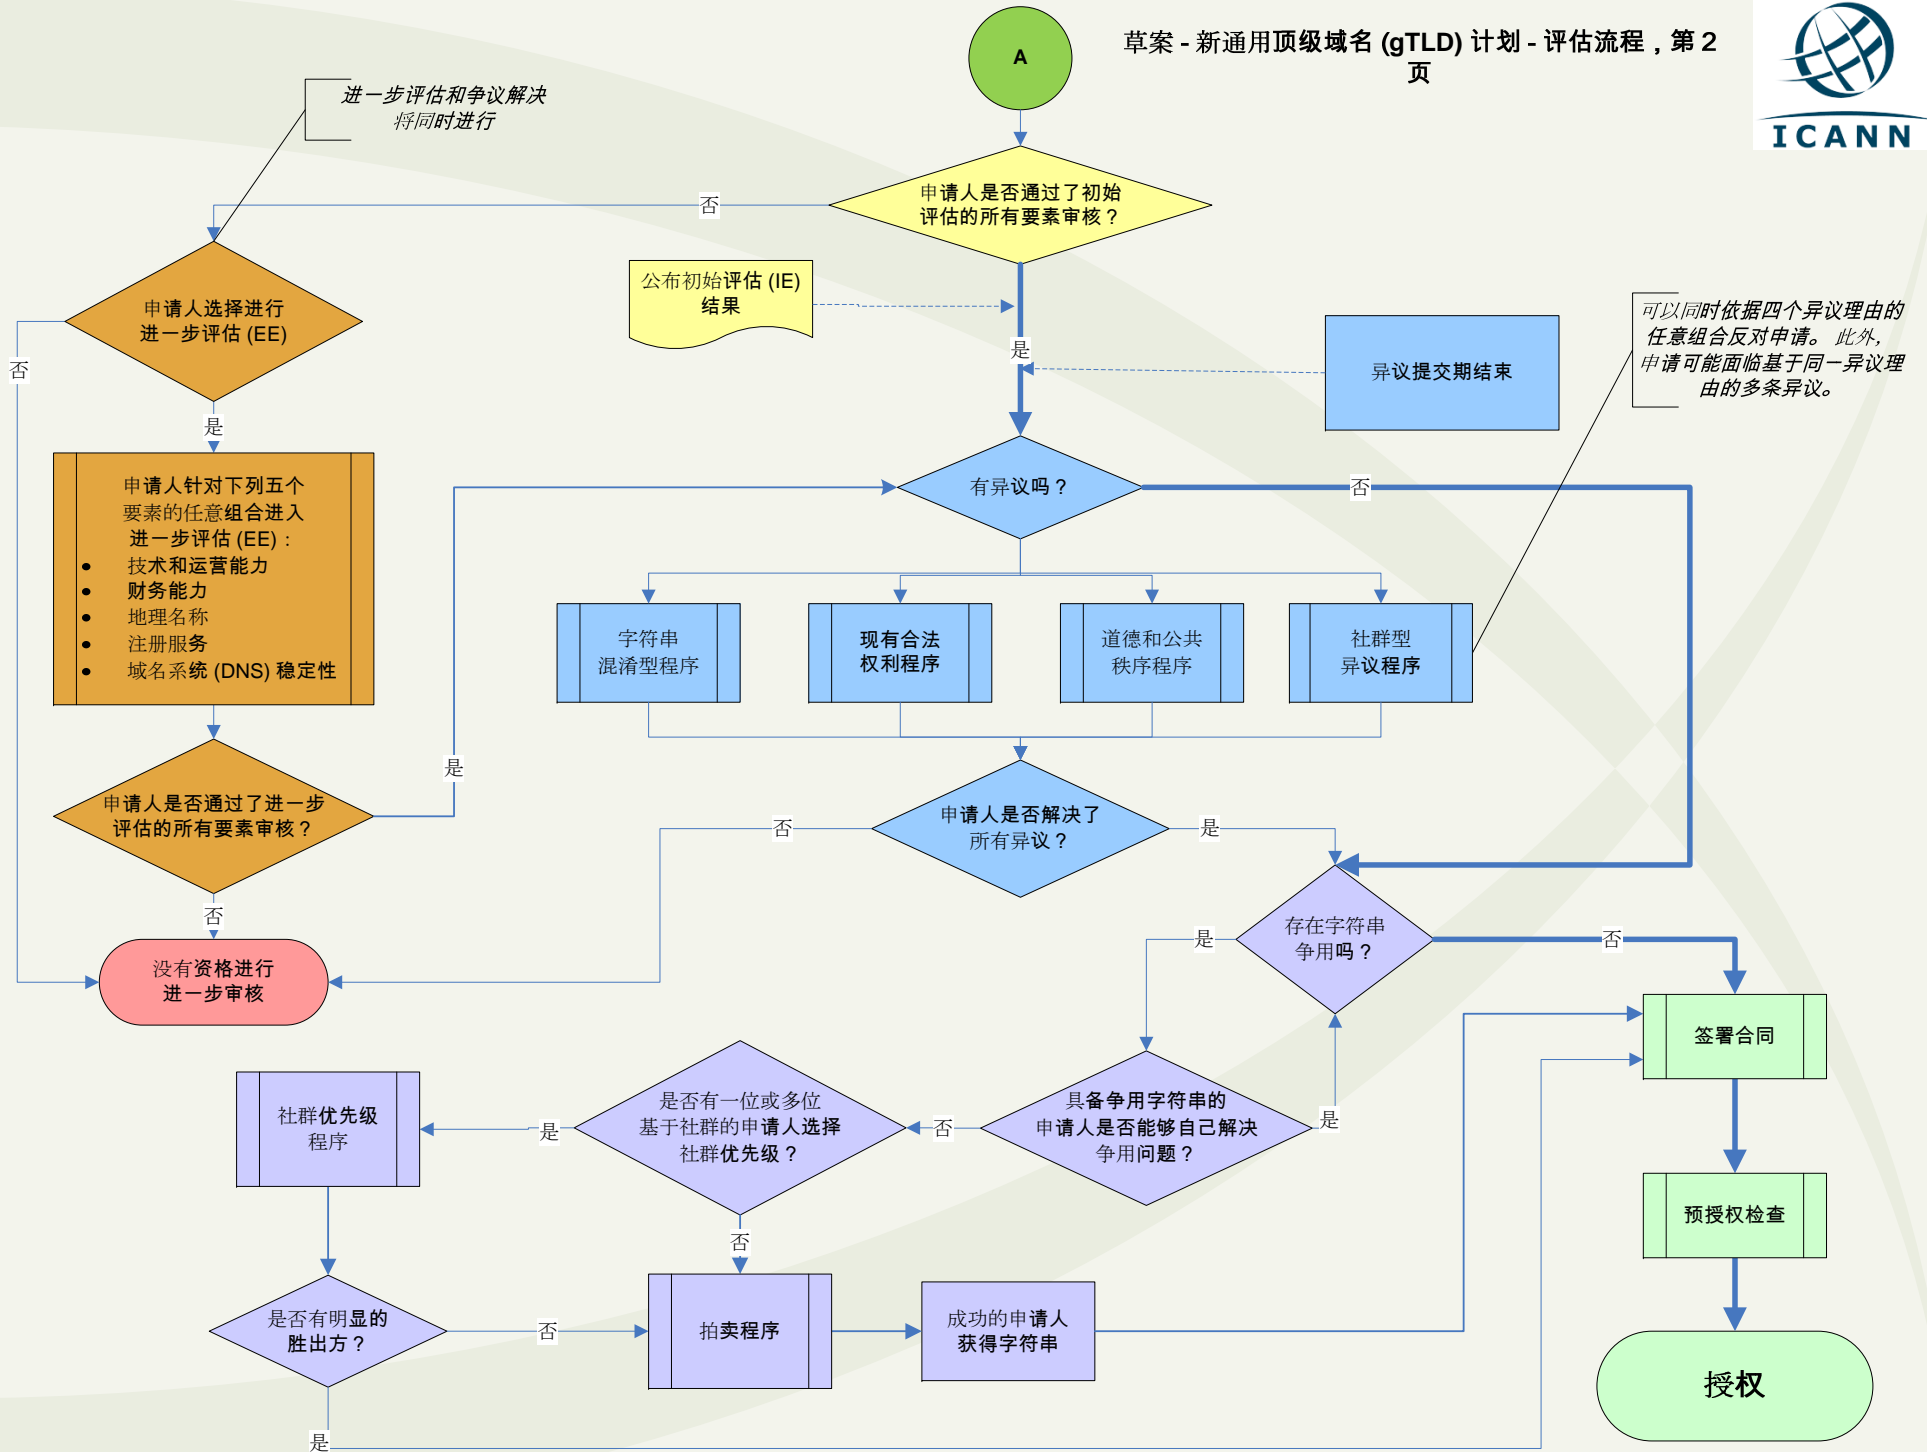 A
草案 - 新通用顶级域名 (gTLD) 计划 - 评估流程，第 2
页
ICANN
进一步评估和争议解决
将同时进行
申请人是否通过了初始
评估的所有要素审核？
否
公布初始评估 (IE)
结果
是
异议提交期结束
可以同时依据四个异议理由的
任意组合反对申请。 此外，
申请可能面临基于同一异议理
由的多条异议。
申请人选择进行
进一步评估 (EE)
否
是
申请人针对下列五个
要素的任意组合进入
进一步评估 (EE)：
● 技术和运营能力
● 财务能力
● 地理名称
● 注册服务
● 域名系统 (DNS) 稳定性
有异议吗？
否
字符串
混淆型程序
现有合法
权利程序
道德和公共
秩序程序
社群型
异议程序
申请人是否通过了进一步
评估的所有要素审核？
是
否
申请人是否解决了
所有异议？
否
是
没有资格进行
进一步审核
存在字符串
争用吗？
是
否
签署合同
社群优先级
程序
是
是否有一位或多位
基于社群的申请人选择
社群优先级？
否
具备争用字符串的
申请人是否能够自己解决
争用问题？
是
预授权检查
否
是否有明显的
胜出方？
否
拍卖程序
成功的申请人
获得字符串
授权
是